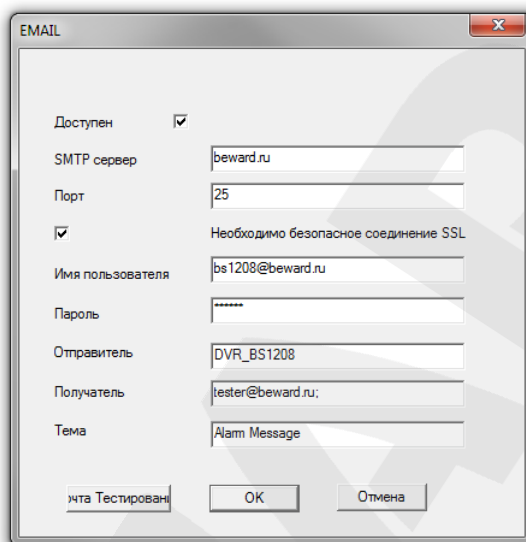 EMAIL
Доступен
SMTP сервер beward.ru
Порт 25
Необходимо безопасное соединение SSL
Имя пользователя bs1208@beward.ru
Пароль ******
Отправитель DVR_BS1208
Получатель tester@beward.ru;
Тема Alarm Message
очта Тестировани OK Отмена